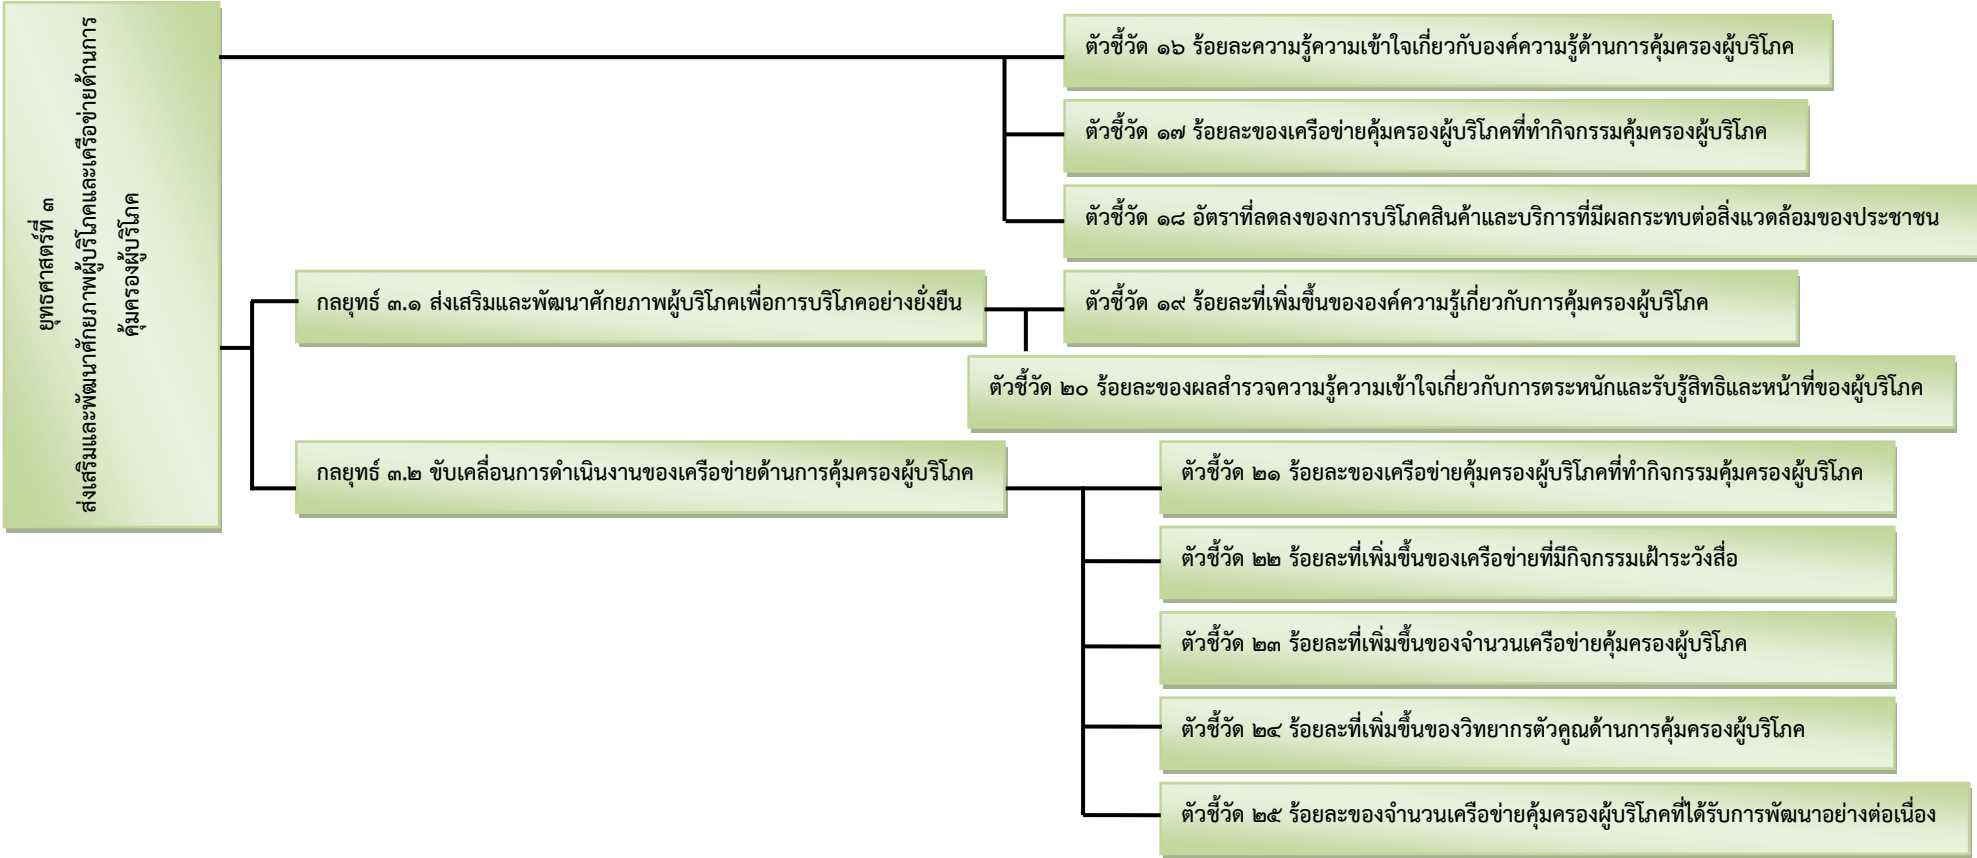 ยุทธศาสตร์ที่ ๓
ส่งเสริมและพัฒนาศักยภาพผู้บริโภคและเครือข่ายด้านการ
คุ้มครองผู้บริโภค
ตัวชี้วัด ๑๖ ร้อยละความรู้ความเข้าใจเกี่ยวกับองค์ความรู้ด้านการคุ้มครองผู้บริโภค
ตัวชี้วัด ๑๗ ร้อยละของเครือข่ายคุ้มครองผู้บริโภคที่ทำกิจกรรมคุ้มครองผู้บริโภค
ตัวชี้วัด ๑๘ อัตราที่ลดลงของการบริโภคสินค้าและบริการที่มีผลกระทบต่อสิ่งแวดล้อมของประชาชน
กลยุทธ์ ๓.๑ ส่งเสริมและพัฒนาศักยภาพผู้บริโภคเพื่อการบริโภคอย่างยั่งยืน
ตัวชี้วัด ๑๙ ร้อยละที่เพิ่มขึ้นขององค์ความรู้เกี่ยวกับการคุ้มครองผู้บริโภค
ตัวชี้วัด ๒๐ ร้อยละของผลสำรวจความรู้ความเข้าใจเกี่ยวกับการตระหนักและรับรู้สิทธิและหน้าที่ของผู้บริโภค
กลยุทธ์ ๓.๒ ขับเคลื่อนการดำเนินงานของเครือข่ายด้านการคุ้มครองผู้บริโภค
ตัวชี้วัด ๒๑ ร้อยละของเครือข่ายคุ้มครองผู้บริโภคที่ทำกิจกรรมคุ้มครองผู้บริโภค
ตัวชี้วัด ๒๒ ร้อยละที่เพิ่มขึ้นของเครือข่ายที่มีกิจกรรมเฝ้าระวังสื่อ
ตัวชี้วัด ๒๓ ร้อยละที่เพิ่มขึ้นของจำนวนเครือข่ายคุ้มครองผู้บริโภค
ตัวชี้วัด ๒๔ ร้อยละที่เพิ่มขึ้นของวิทยากรตัวคูณด้านการคุ้มครองผู้บริโภค
ตัวชี้วัด ๒๕ ร้อยละของจำนวนเครือข่ายคุ้มครองผู้บริโภคที่ได้รับการพัฒนาอย่างต่อเนื่อง